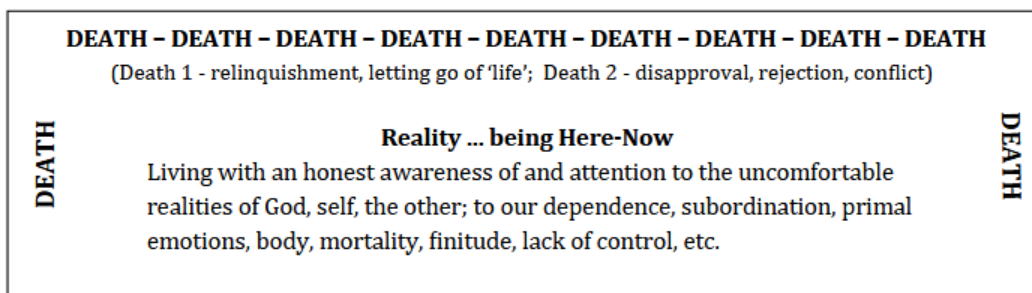 DEATH – DEATH – DEATH – DEATH – DEATH – DEATH – DEATH – DEATH – DEATH
(Death 1 - relinquishment, letting go of ‘life’; Death 2 - disapproval, rejection, conflict)
DEATH
Reality … being Here-Now
Living with an honest awareness of and attention to the uncomfortable
realities of God, self, the other; to our dependence, subordination, primal
emotions, body, mortality, finitude, lack of control, etc.
DEATH